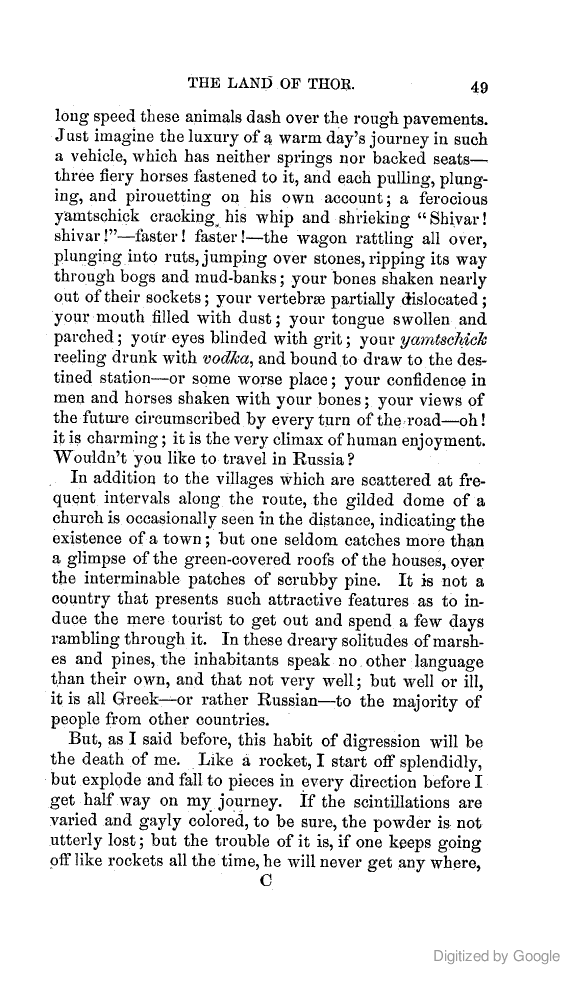 THE LAND OF THOR. 49
long speed these animals dash over the rough pavements.
Just imagine the luxury of a warm day's journey in such
a vehicle, which has neither springs nor backed seats—
three fiery horses fastened to it, and each pulling, plung-
ing, and pirouetting on his own account; a ferocious
yamtschick cracking his whip and shrieking "Shivar!
shivar!"—faster! faster!—the wagon rattling all over,
plunging into ruts, jumping over stones, ripping its way
through bogs and mud-banks; your bones shaken nearly
out of their sockets; your vertebræ partially dislocated;
your mouth filled with dust; your tongue swollen and
parched; your eyes blinded with grit; your yamtschick
reeling drunk with vodka, and bound to draw to the des-
tined station—or some worse place; your confidence in
men and horses shaken with your bones; your views of
the future circumscribed by every turn of the road—oh!
it is charming; it is the very climax of human enjoyment.
Wouldn't you like to travel in Russia?
In addition to the villages which are scattered at fre-
quent intervals along the route, the gilded dome of a
church is occasionally seen in the distance, indicating the
existence of a town; but one seldom catches more than
a glimpse of the green-covered roofs of the houses, over
the interminable patches of scrubby pine. It is not a
country that presents such attractive features as to in-
duce the mere tourist to get out and spend a few days
rambling through it. In these dreary solitudes of marsh-
es and pines, the inhabitants speak no other language
than their own, and that not very well; but well or ill,
it is all Greek—or rather Russian—to the majority of
people from other countries.
But, as I said before, this habit of digression will be
the death of me. Like a rocket, I start off splendidly,
but explode and fall to pieces in every direction before I
get half way on my journey. If the scintillations are
varied and gayly colored, to be sure, the powder is not
utterly lost; but the trouble of it is, if one keeps going
off like rockets all the time, he will never get any where,
C
Digitized by Google